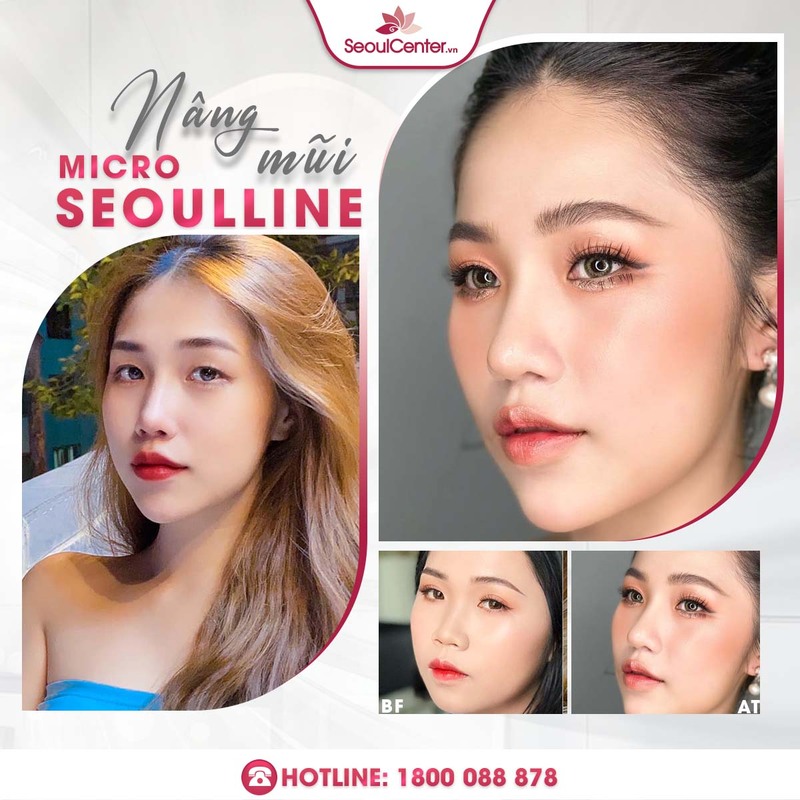 SeoulCenter.vn
Nâng
mũi
MICRO
SEOULLINE
BF
AT
HOTLINE: 1800 088 878